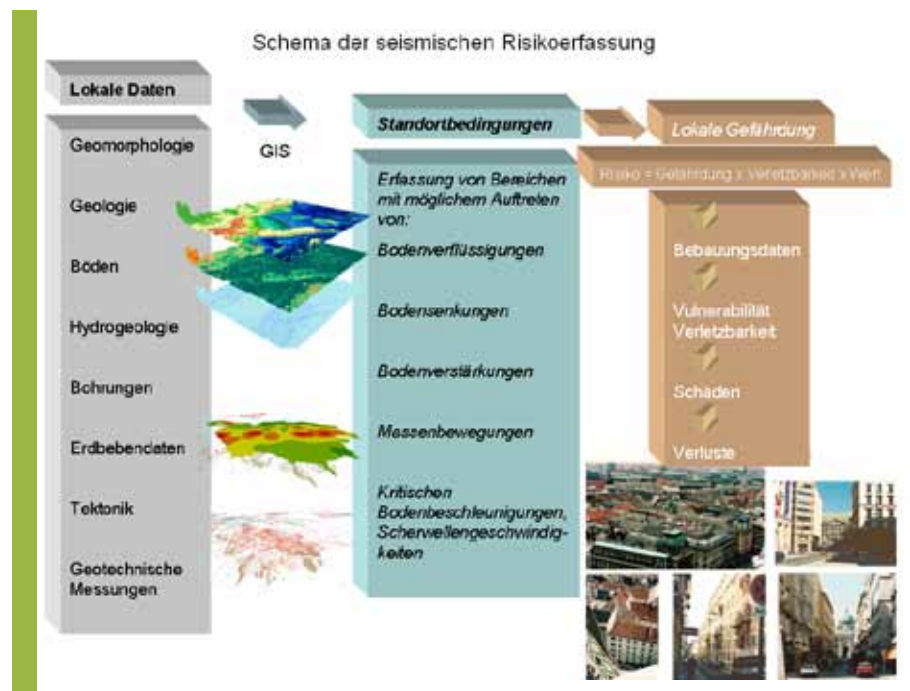 Schema der seismischen Risikoerfassung
Lokale Daten
Geomorphologie
Geologie
Böden
Hydrogeologie
Bohrungen
Erdbebendaten
Tektonik
Geotechnische
Messungen
GIS
Standortbedingungen
Erfassung von Bereichen
mit möglichem Auftreten
von:
Bodenverflüssigungen
Bodensenkungen
Bodenverstärkungen
Massenbewegungen
Kritischen
Bodenbeschleunigungen,
Scherwellengeschwindig-
keiten
Lokale Gefährdung
Risiko = Gefährdung x Verletzbarkeit x Wert
Bebauungsdaten
Vulnerabilität
Verletzbarkeit
Schäden
Verluste